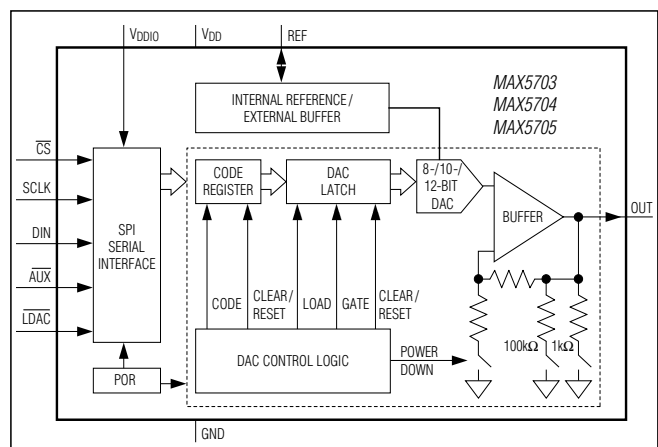 VDDIO
VDD
REF
MAX5703
MAX5704
MAX5705
INTERNAL REFERENCE/
EXTERNAL BUFFER
CS
SCLK
DIN
AUX
LDAC
SPI
SERIAL
INTERFACE
CODE
REGISTER
DAC
LATCH
8-/10-/
12-BIT
DAC
BUFFER
OUT
CODE
CLEAR/
RESET
LOAD
GATE
CLEAR/
RESET
100kΩ
1kΩ
DAC CONTROL LOGIC
POWER
DOWN
POR
GND